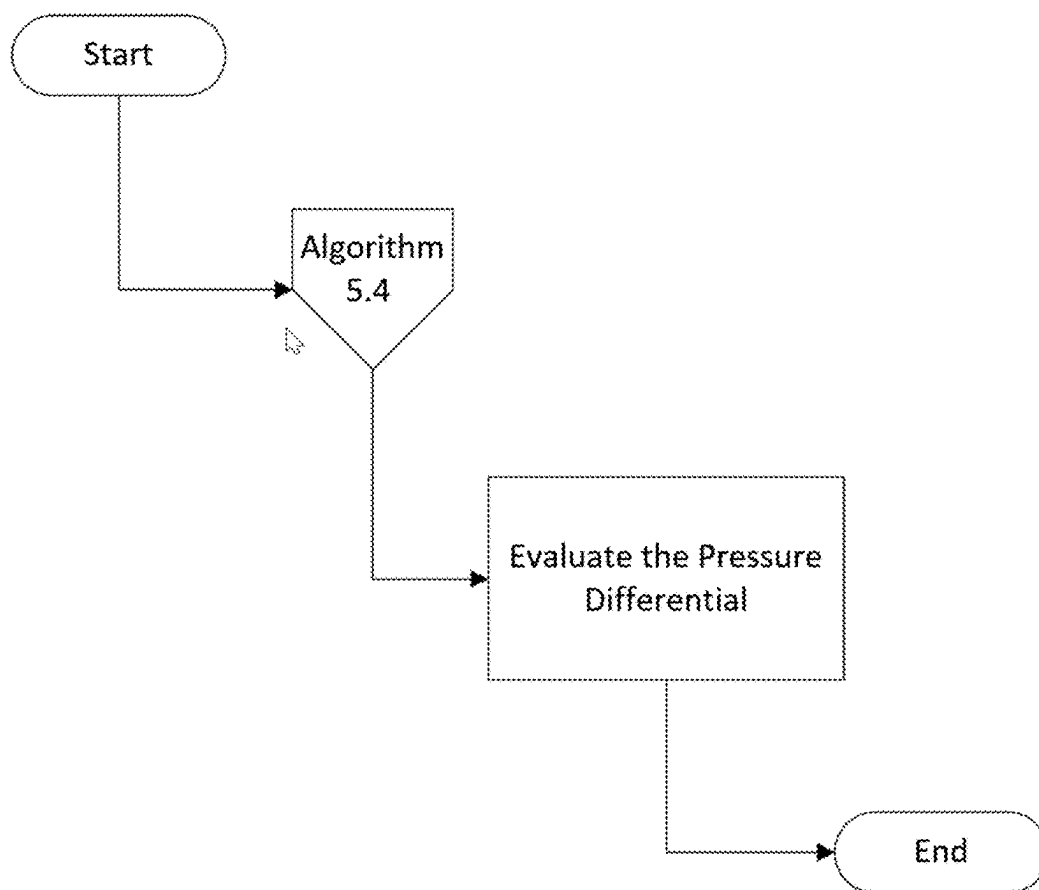 Start
Algorithm
5.4
Evaluate the Pressure
Differential
End